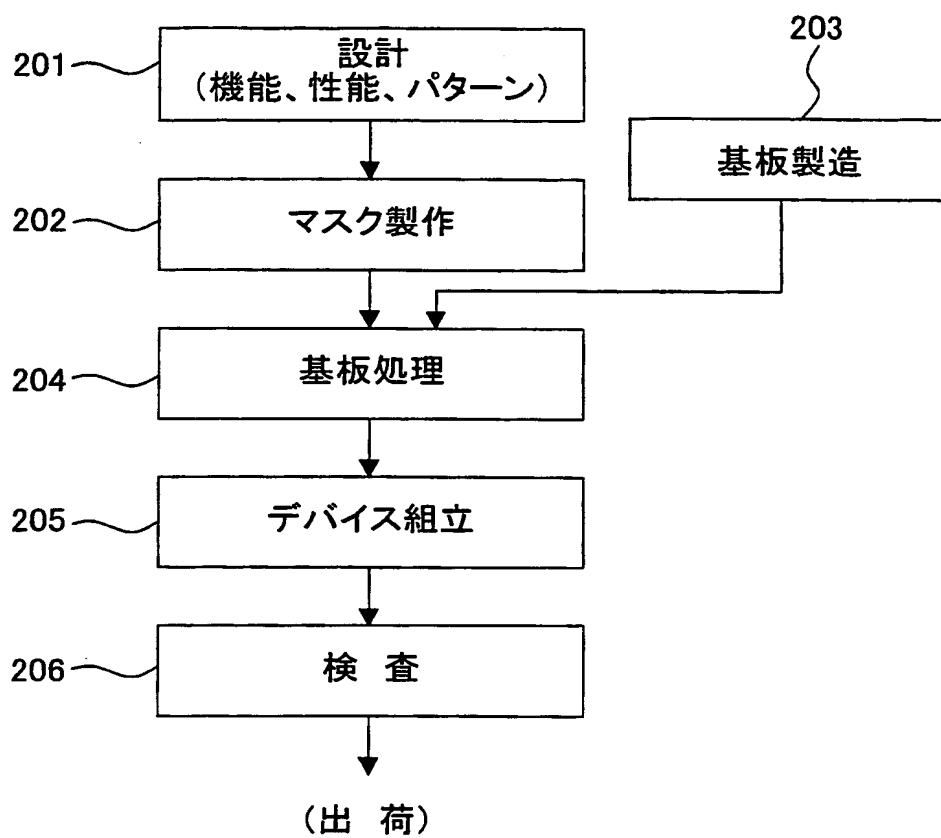 201
設計
(機能、性能、パターン)
203
基板製造
202
マスク製作
204
基板処理
205
デバイス組立
206
検 査
(出 荷)